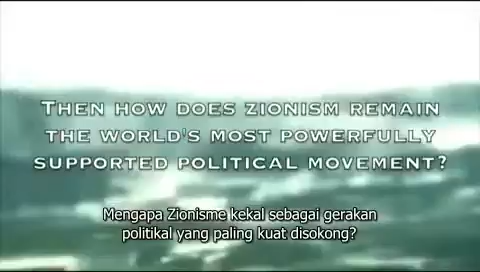 THEN HOW DOES ZIONISM REMAIN
THE WORLD'S MOST POWERFULLY
SUPPORTED POLITICAL MOVEMENT?
Mengapa Zionisme kekal sebagai gerakan
politikal yang paling kuat disokong?